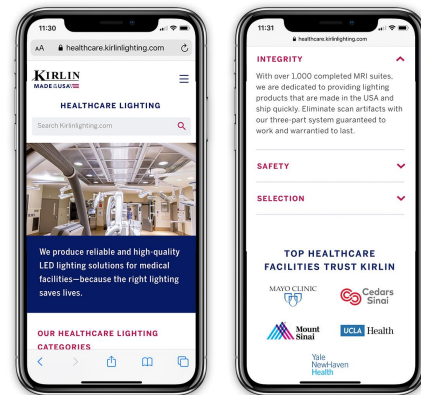 11:30
AA healthcare.kirlinlighting.com
KIRLIN
MADE IN USA
HEALTHCARE LIGHTING
Search Kirlinlighting.com
We produce reliable and high-quality
LED lighting solutions for medical
facilities—because the right lighting
saves lives.
OUR HEALTHCARE LIGHTING
CATEGORIES
11:31
healthcare.kirlinlighting.com
INTEGRITY
With over 1,000 completed MRI suites,
we are dedicated to providing lighting
products that are made in the USA and
ship quickly. Eliminate scan artifacts with
our three-part system guaranteed to
work and warrantied to last.
SAFETY
SELECTION
TOP HEALTHCARE
FACILITIES TRUST KIRLIN
MAYO CLINIC
Cedars
Sinai
Mount
Sinai
UCLA Health
Yale
NewHaven
Health